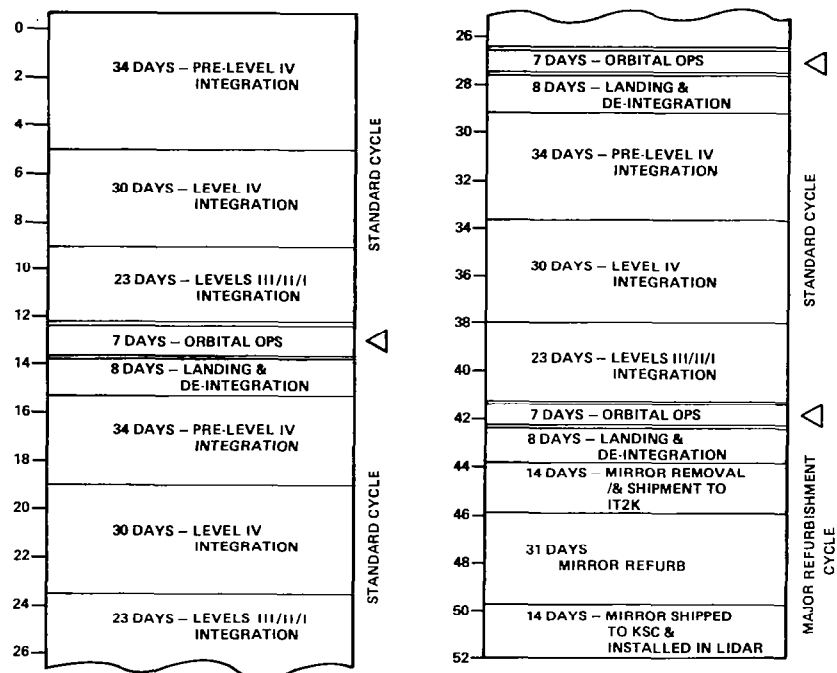 0
2
4
6
8
10
12
14
16
18
20
22
24
26
34 DAYS – PRE-LEVEL IV
INTEGRATION
30 DAYS – LEVEL IV
INTEGRATION
23 DAYS – LEVELS III/II/I
INTEGRATION
7 DAYS – ORBITAL OPS
8 DAYS – LANDING &
DE-INTEGRATION
34 DAYS – PRE-LEVEL IV
INTEGRATION
30 DAYS – LEVEL IV
INTEGRATION
23 DAYS – LEVELS III/II/I
INTEGRATION
STANDARD CYCLE
STANDARD CYCLE
26
28
30
32
34
36
38
40
42
44
46
48
50
52
7 DAYS – ORBITAL OPS
8 DAYS – LANDING &
DE-INTEGRATION
34 DAYS – PRE-LEVEL IV
INTEGRATION
30 DAYS – LEVEL IV
INTEGRATION
23 DAYS – LEVELS III/II/I
INTEGRATION
7 DAYS – ORBITAL OPS
8 DAYS – LANDING &
DE-INTEGRATION
14 DAYS – MIRROR REMOVAL
/& SHIPMENT TO
IT2K
31 DAYS
MIRROR REFURB
14 DAYS – MIRROR SHIPPED
TO KSC &
INSTALLED IN LIDAR
STANDARD CYCLE
MAJOR REFURBISHMENT
CYCLE